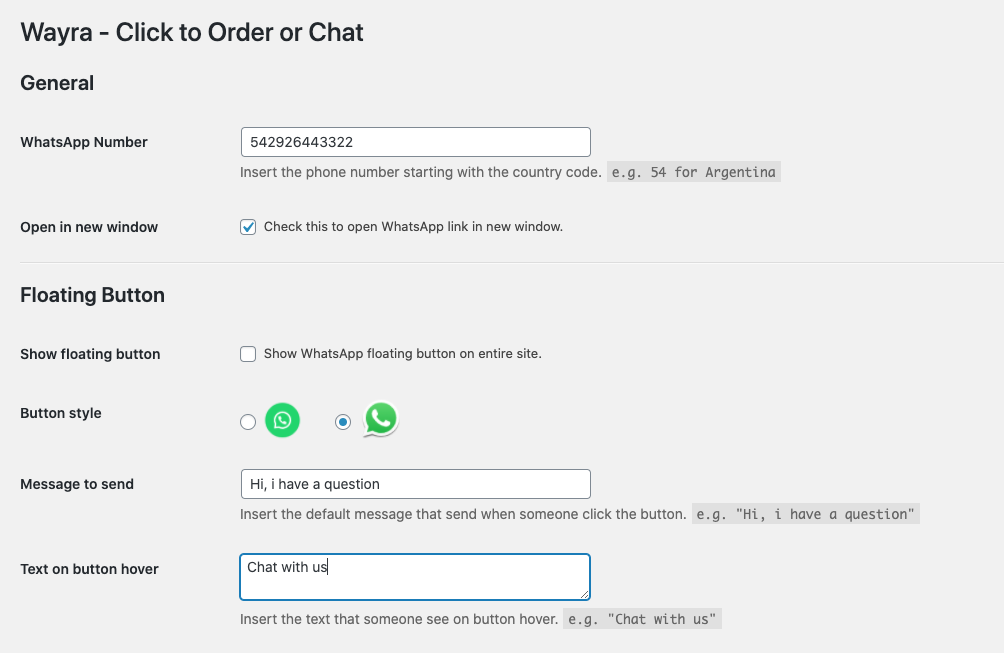 Wayra - Click to Order or Chat
General
WhatsApp Number
542926443322
Insert the phone number starting with the country code. e.g. 54 for Argentina
Open in new window
Check this to open WhatsApp link in new window.
Floating Button
Show floating button
Show WhatsApp floating button on entire site.
Button style
Message to send
Hi, i have a question
Insert the default message that send when someone click the button. e.g. "Hi, i have a question"
Text on button hover
Chat with us
Insert the text that someone see on button hover. e.g. "Chat with us"